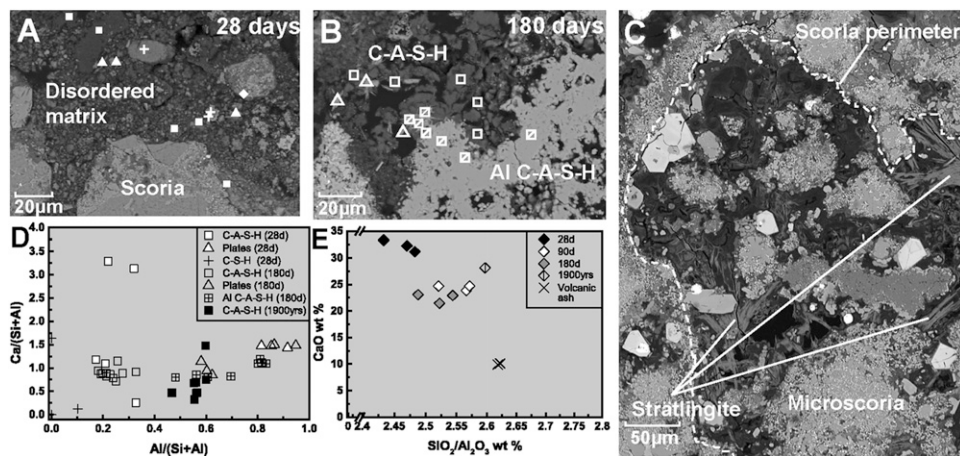 A
28 days
Disordered
matrix
Scoria
20µm
B
180 days
C-A-S-H
Al C-A-S-H
20µm
C
Scoria perimeter
Stratlingite
50µm
Microscoria
D
Ca/(Si+Al)
4.0
3.5
3.0
2.5
2.0
1.5
1.0
0.5
0.0
C-A-S-H (28d)
Plates (28d)
C-S-H (28d)
C-A-S-H (180d)
Plates (180d)
Al C-A-S-H (180d)
C-A-S-H (1900yrs)
0.0 0.2 0.4 0.6 0.8 1.0
Al/(Si+Al)
E
CaO wt %
35
30
25
20
15
10
5
0
28d
90d
180d
1900yrs
Volcanic
ash
2.4 2.45 2.5 2.55 2.6 2.65 2.7 2.8
SIO2/Al2O3 wt %